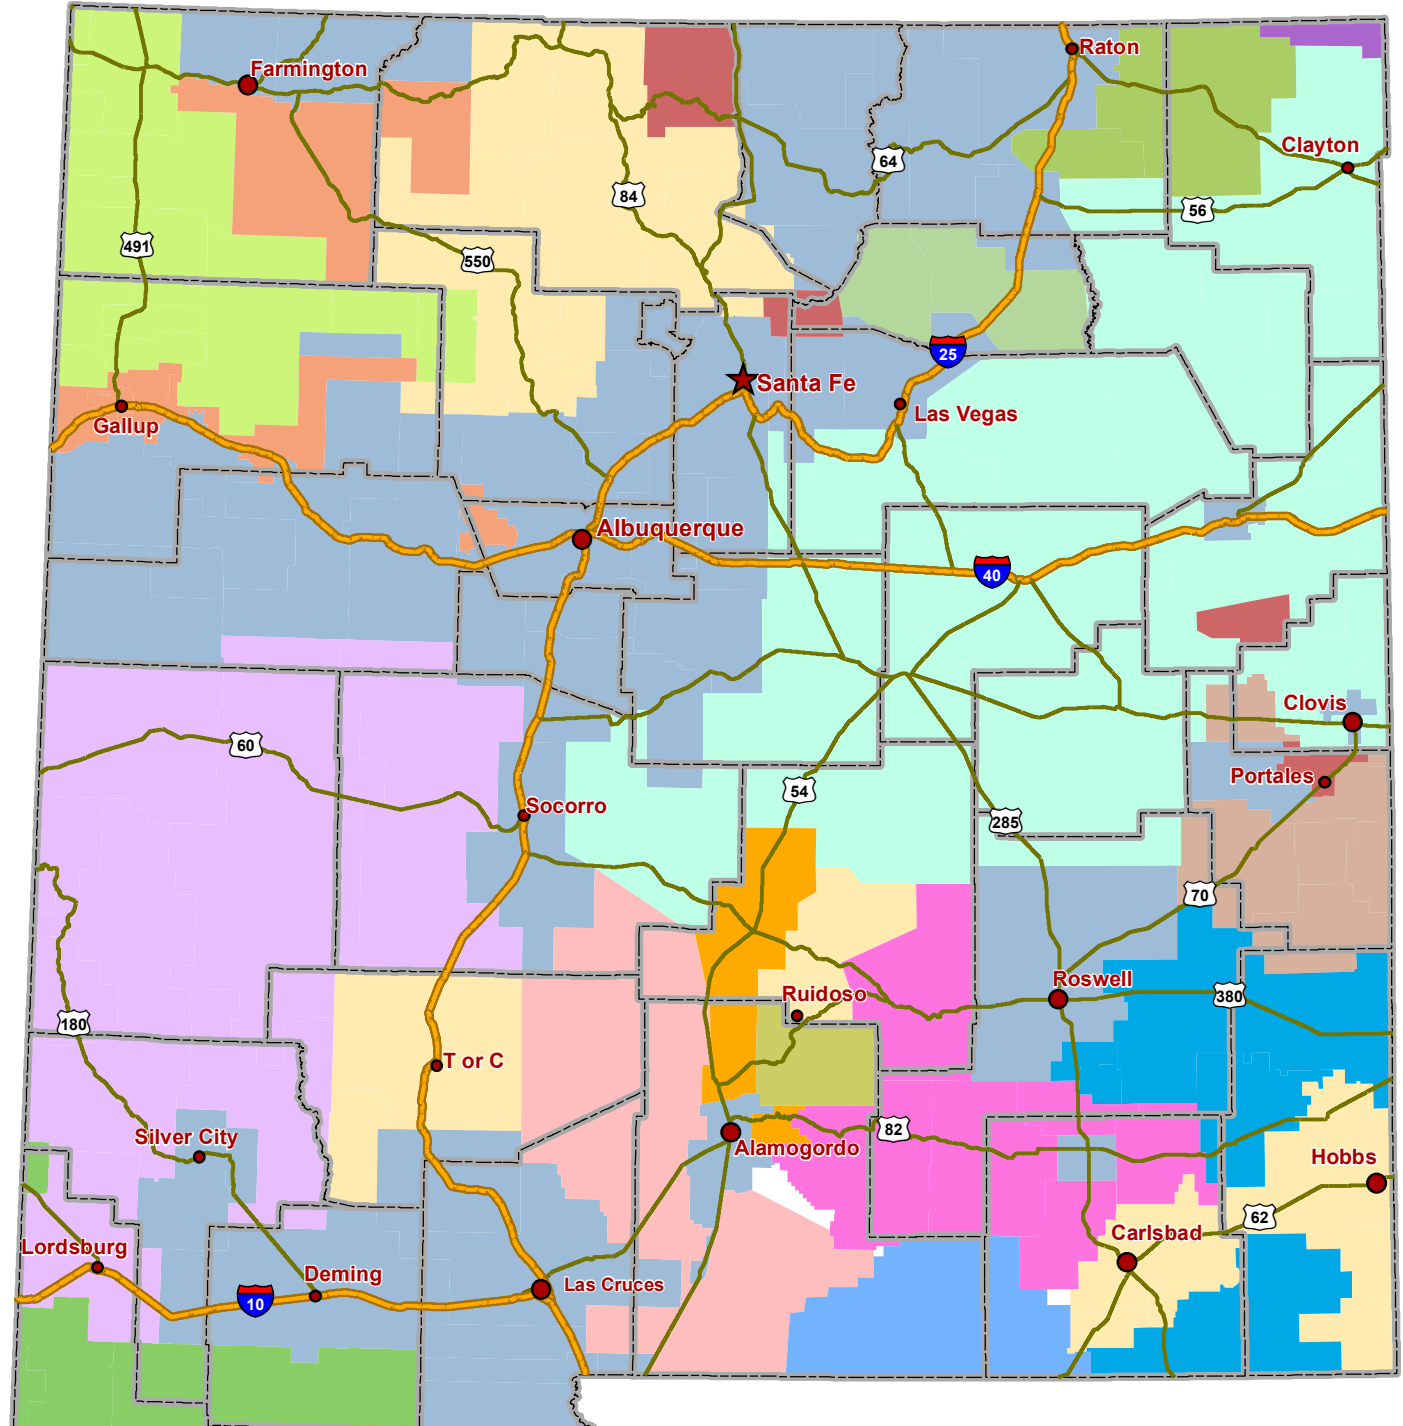 Raton
Farmington
Clayton
64
84
56
491
550
25
Santa Fe
Las Vegas
Gallup
Albuquerque
40
Clovis
60
Portales
54
Socorro
285
70
Roswell
380
Ruidoso
180
T or C
82
Silver City
Alamogordo
Hobbs
62
Carlsbad
Lordsburg
Deming
Las Cruces
10